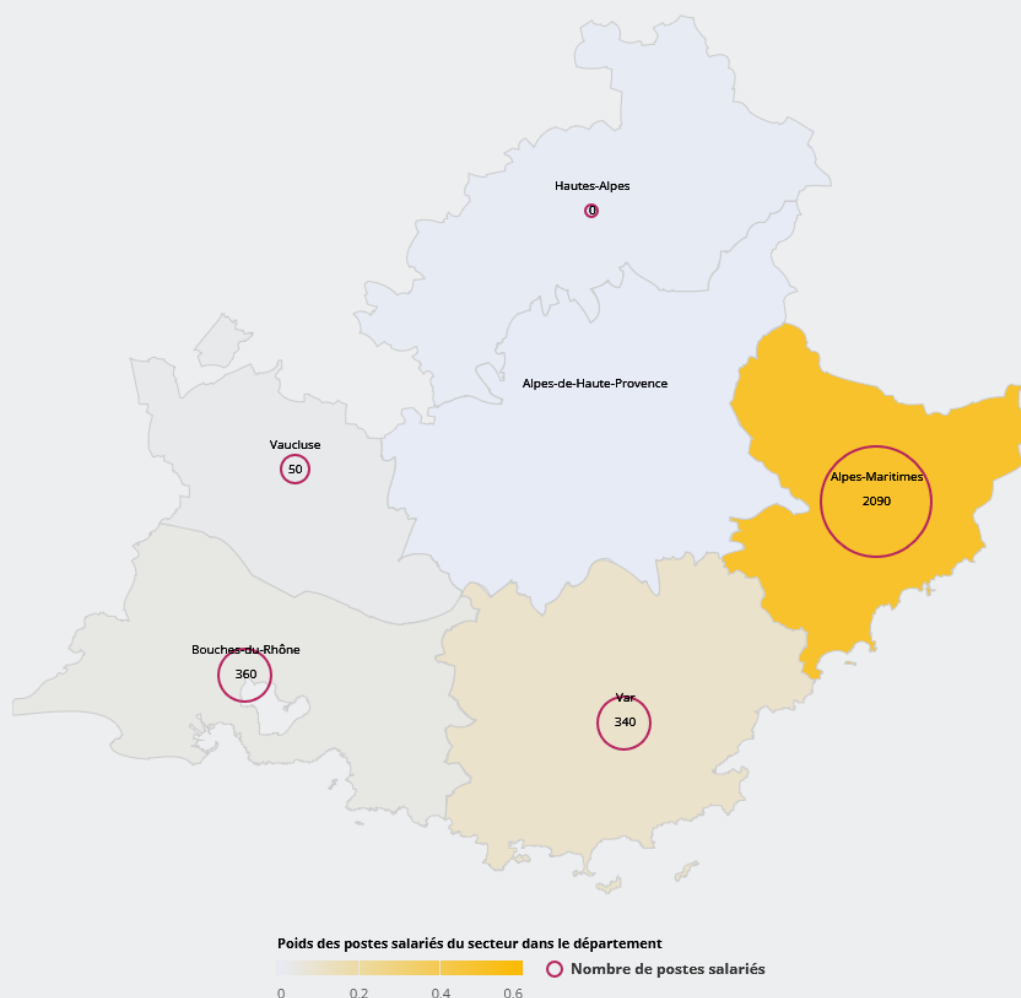 Hautes-Alpes
0
Alpes-de-Haute-Provence
Vaucluse
50
Alpes-Maritimes
2090
Bouches-du-Rhône
360
Var
340
Poids des postes salariés du secteur dans le département
Nombre de postes salariés
0 0.2 0.4 0.6